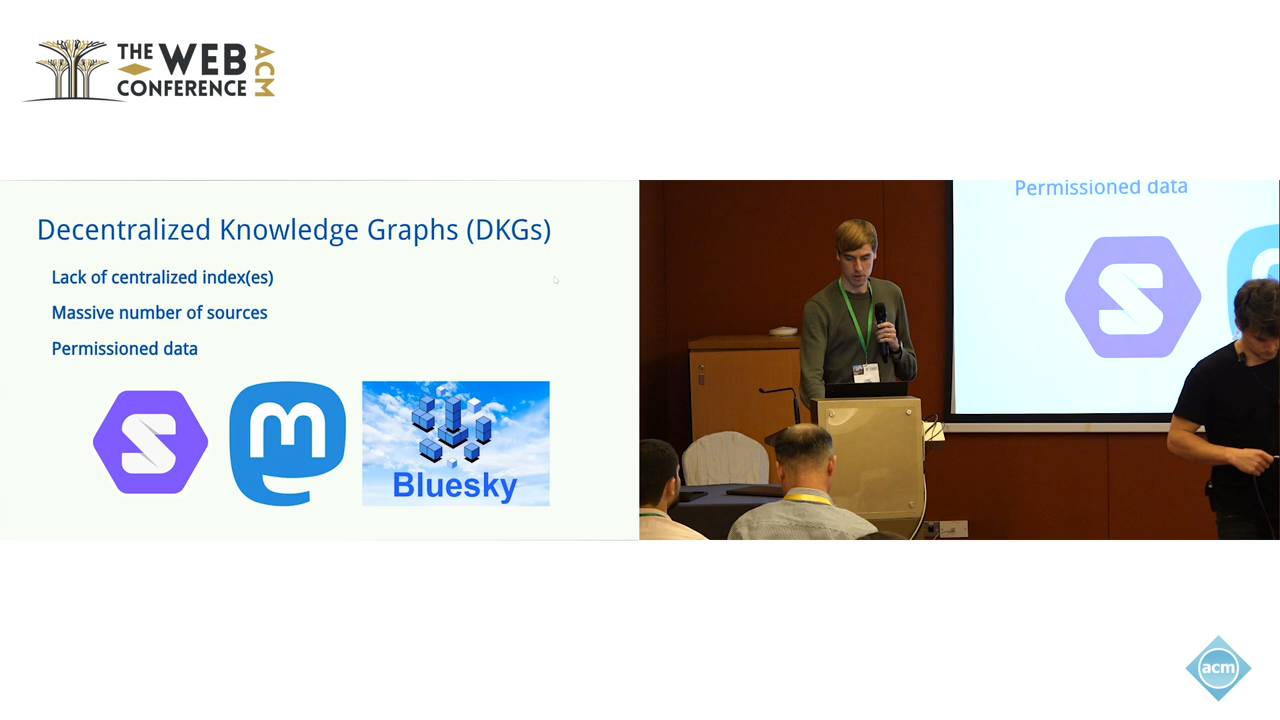 THE WEB
CONFERENCE
ACM
Decentralized Knowledge Graphs (DKGs)
Lack of centralized index(es)
Massive number of sources
Permissioned data
Bluesky
Permissioned data
acm